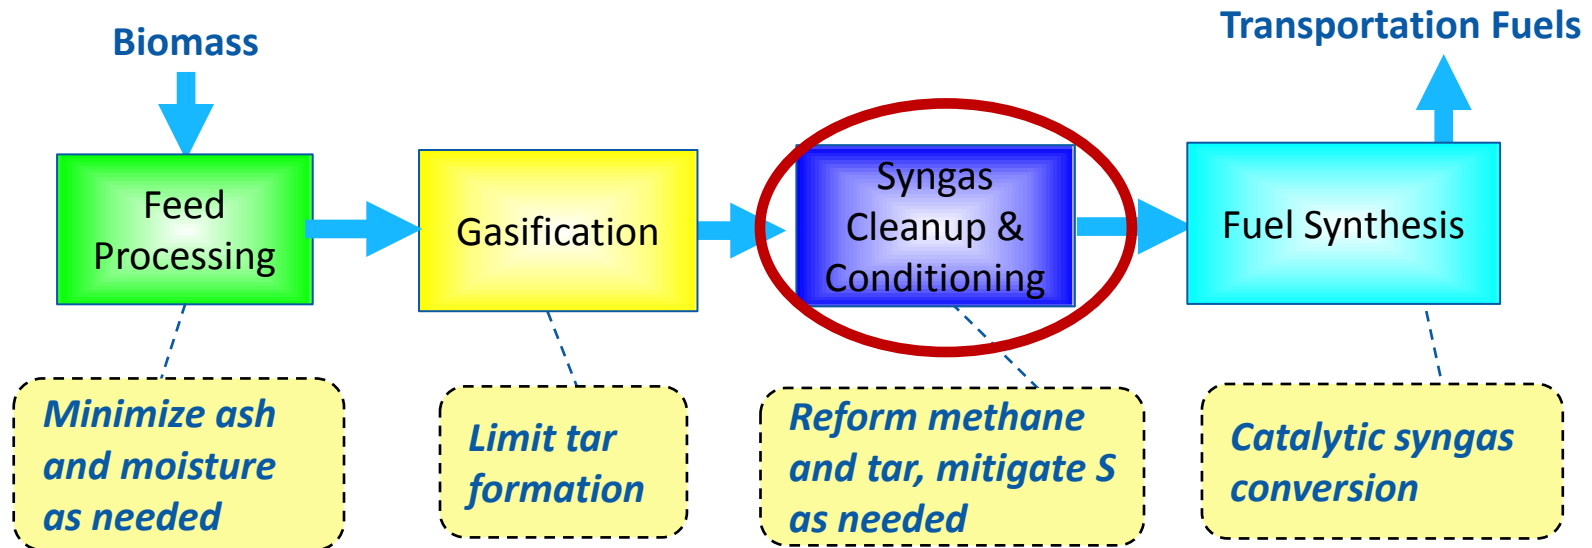 Biomass
Transportation Fuels
Feed
Processing
Gasification
Syngas
Cleanup &
Conditioning
Fuel Synthesis
Minimize ash
and moisture
as needed
Limit tar
formation
Reform methane
and tar, mitigate S
as needed
Catalytic syngas
conversion